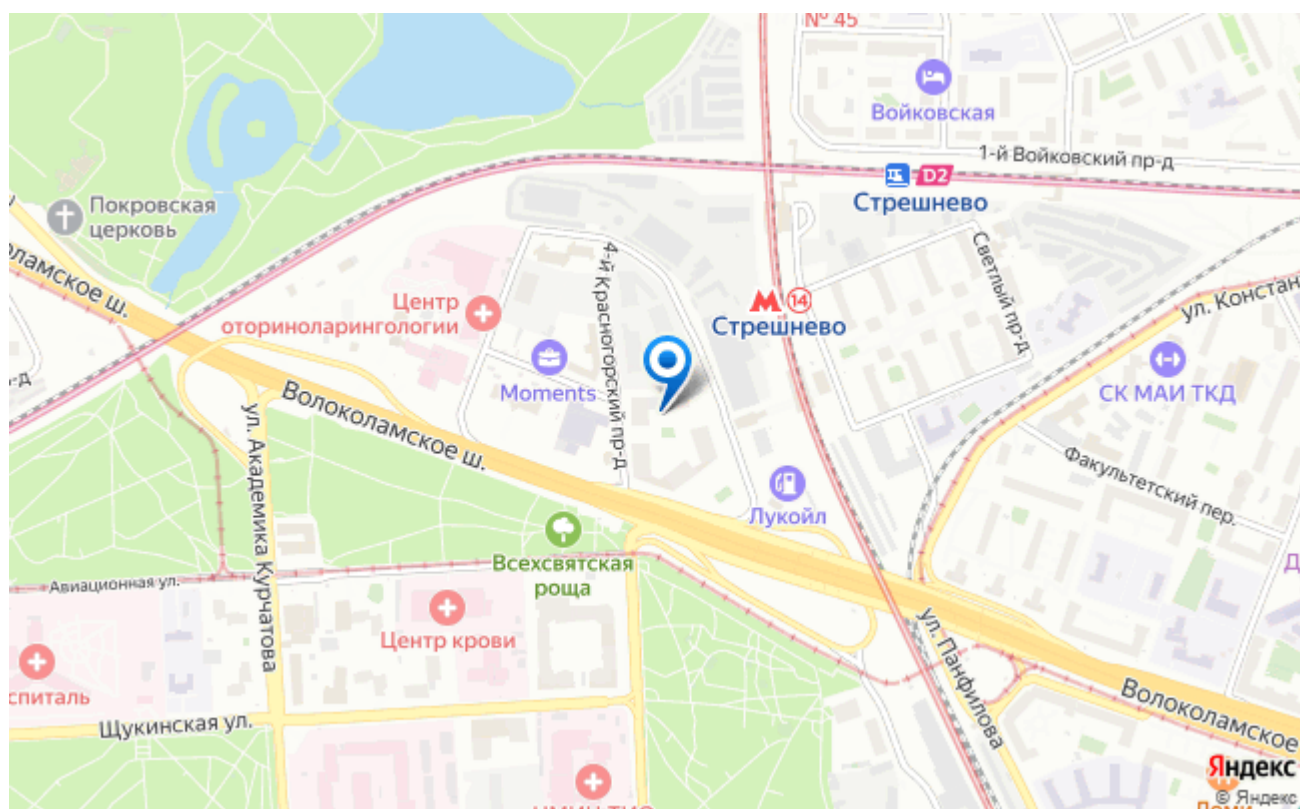 № 45
Войковская
1-й Войковский пр-д
D2
Стрешнево
Покровская
церковь
Волоколамское ш.
4-й Красногорский пр-д
Светлый пр-д
Центр
оториноларингологии
14
Стрешнево
ул. Констан
Moments
СК МАИ ТКД
р-д
Волоколамское ш.
ул. Академика Курчатова
Факультетский пер.
Лукойл
Всехсвятская
роща
Авиационная ул.
Д
Центр крови
ул. Панфилова
спиталь
Волоколамское
Щукинская ул.
Яндекс
© Яндекс